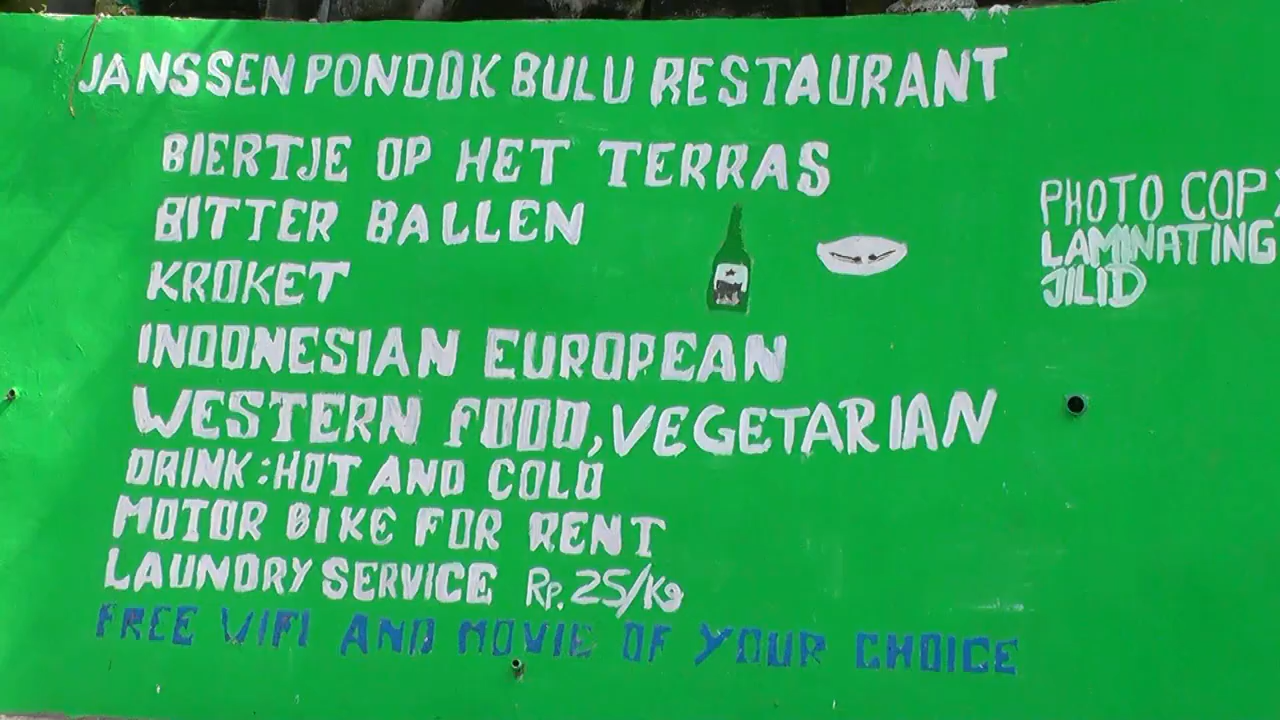 JANSSEN PONDOK BULU RESTAURANT
BIERTJE OP HET TERRAS
BITTER BALLEN
KROKET
INDONESIAN EUROPEAN
WESTERN FOOD, VEGETARIAN
DRINK: HOT AND COLD
MOTOR BIKE FOR RENT
LAUNDRY SERVICE Rp. 25/Kg
FREE WIFI AND MOVIE OF YOUR CHOICE
PHOTO COPY
LAMINATING
JILID